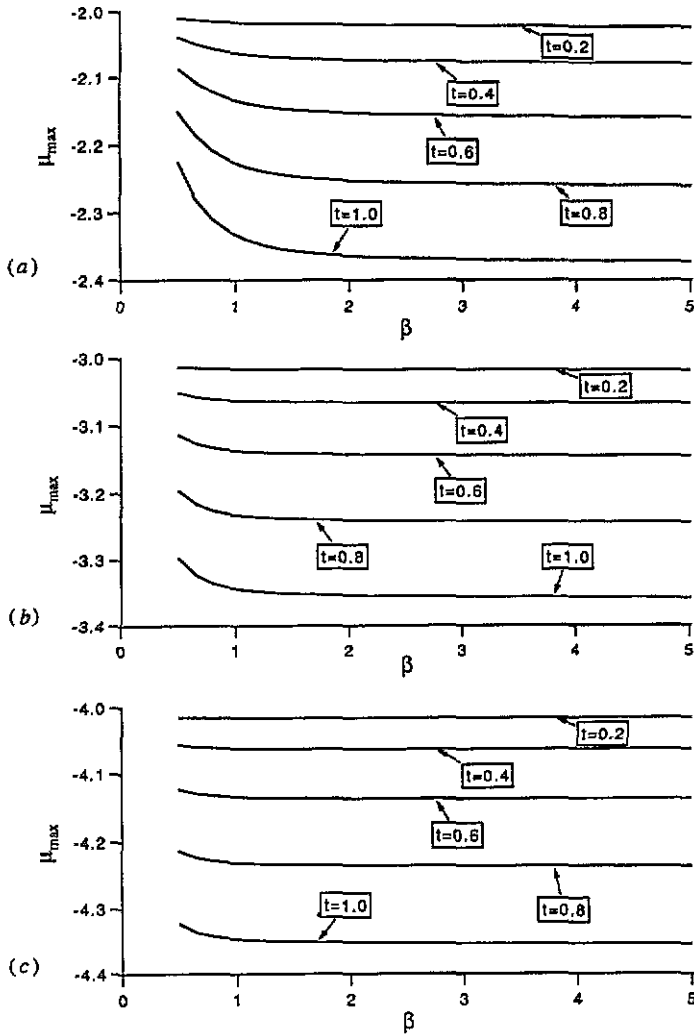 (a)
μmax
-2.0
-2.1
-2.2
-2.3
-2.4
t=0.2
t=0.4
t=0.6
t=0.8
t=1.0
0 1 2 3 4 5
β
(b)
μmax
-3.0
-3.1
-3.2
-3.3
-3.4
t=0.2
t=0.4
t=0.6
t=0.8
t=1.0
0 1 2 3 4 5
β
(c)
μmax
-4.0
-4.1
-4.2
-4.3
-4.4
t=0.2
t=0.4
t=0.6
t=0.8
t=1.0
0 1 2 3 4 5
β